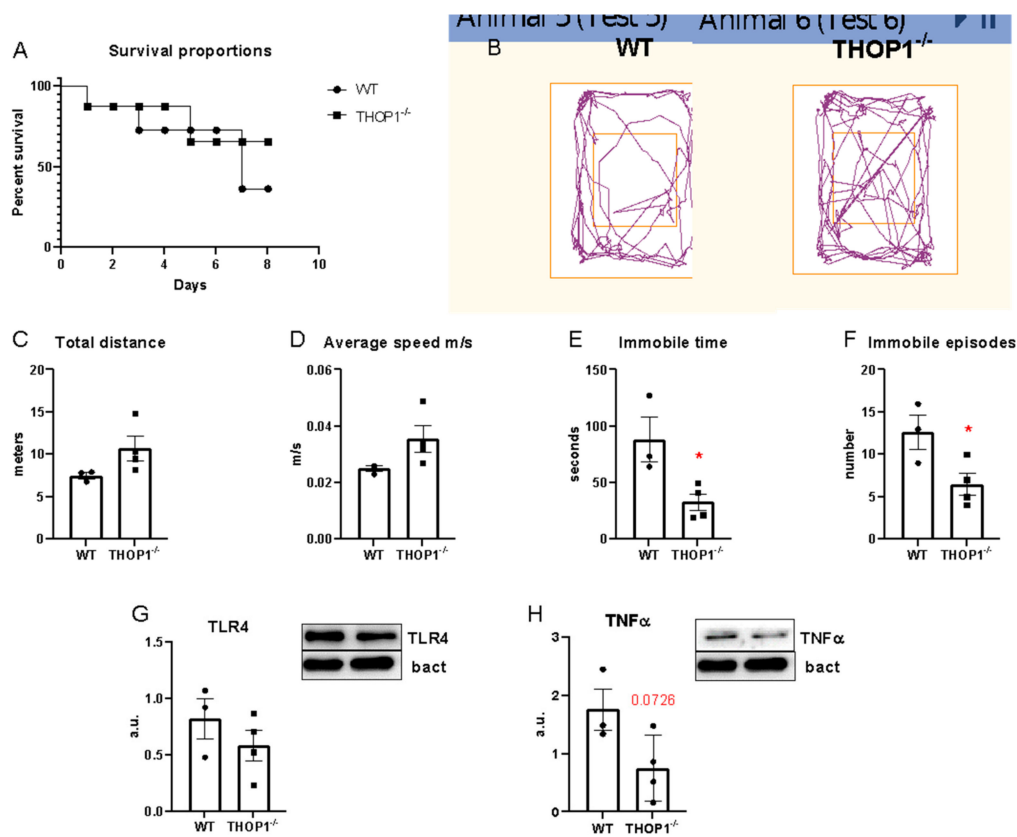 Animal 5 (Test 5)
Animal 6 (Test 6)
A
Survival proportions
WT
THOP1-/-
100
50
0
Percent survival
0
2
4
6
8
10
Days
B
WT
THOP1-/-
C
Total distance
20
15
10
5
0
meters
WT
THOP1-/-
D
Average speed m/s
0.06
0.04
0.02
0.00
m/s
WT
THOP1-/-
E
Immobile time
150
100
50
0
seconds
*
WT
THOP1-/-
F
Immobile episodes
20
15
10
5
0
number
*
WT
THOP1-/-
G
TLR4
1.5
1.0
0.5
0.0
a.u.
WT
THOP1-/-
TLR4
bact
H
TNFα
3
2
1
0
a.u.
0.0726
WT
THOP1-/-
TNFα
bact